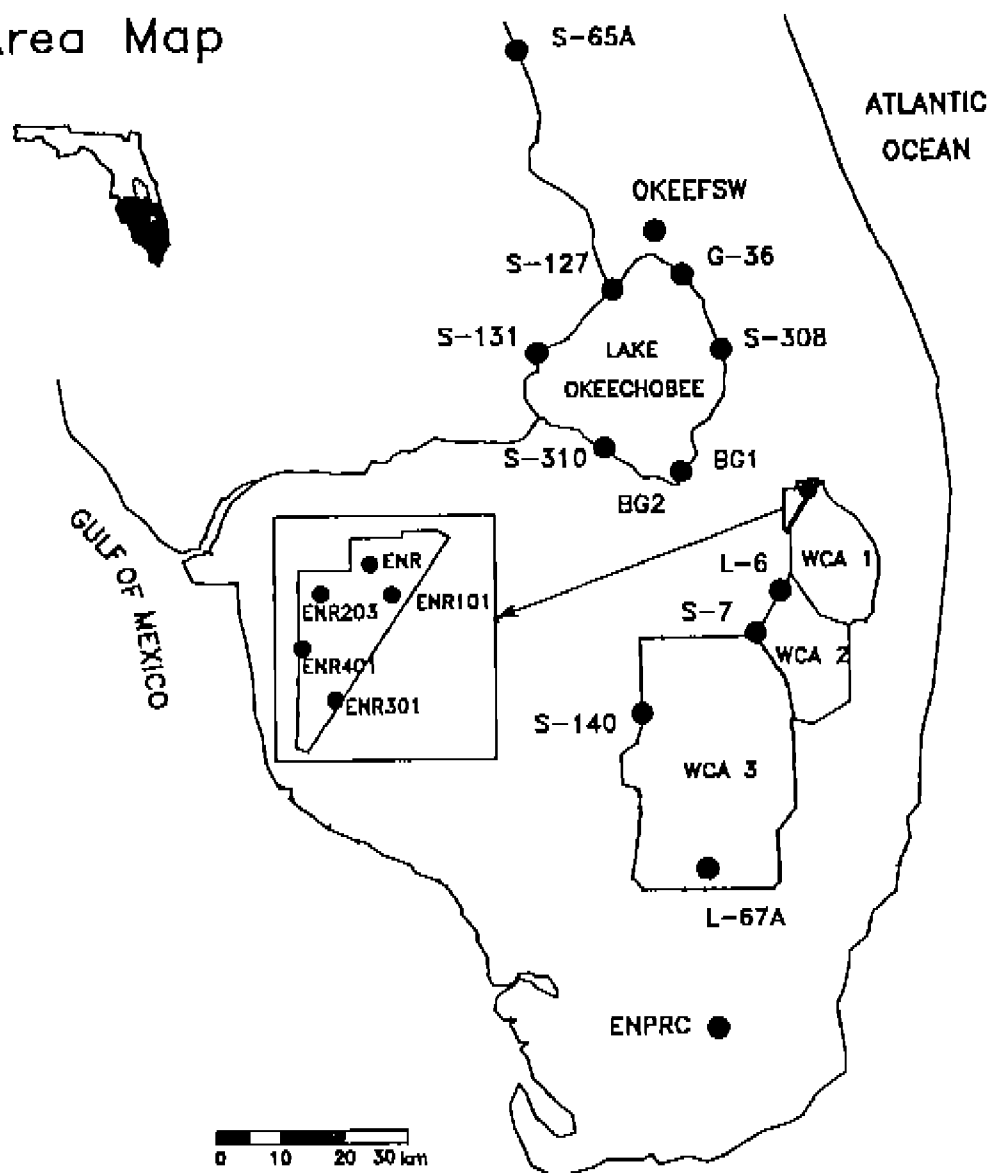 Area Map
S-65A
ATLANTIC
OCEAN
OKEEFSW
G-36
S-127
S-131
S-308
LAKE
OKEECHOBEE
S-310
BG1
BG2
GULF OF MEXICO
L-6
WCA 1
ENR
ENR203
ENR101
S-7
WCA 2
ENR401
ENR301
S-140
WCA 3
L-67A
ENPRC
0 10 20 30 km